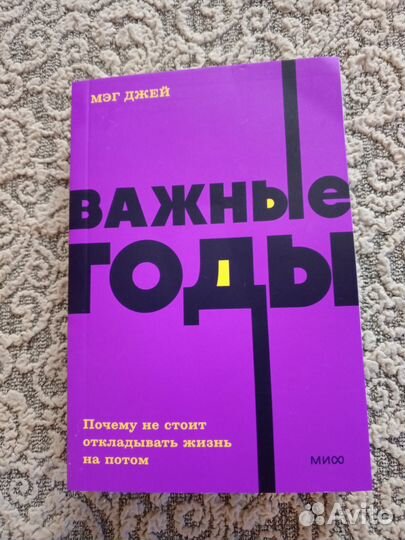 МЭГ ДЖЕЙ
ВАЖНЫе
ГОДЫ
Почему не стоит
откладывать жизнь
на потом
МИФ
Avito